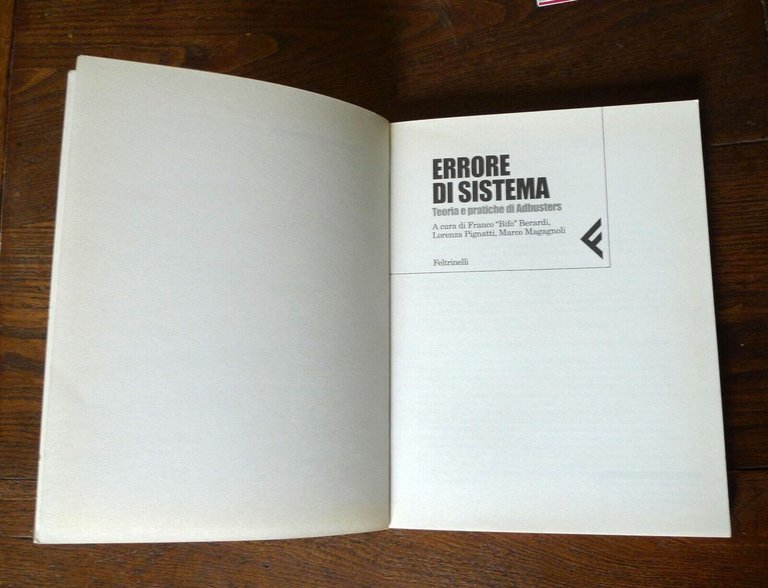 ERRORE
DI SISTEMA
Teoria e pratiche di Adbusters
A cura di Franco “Bifo” Berardi,
Lorenza Pignatti, Marco Magagnoli
Feltrinelli